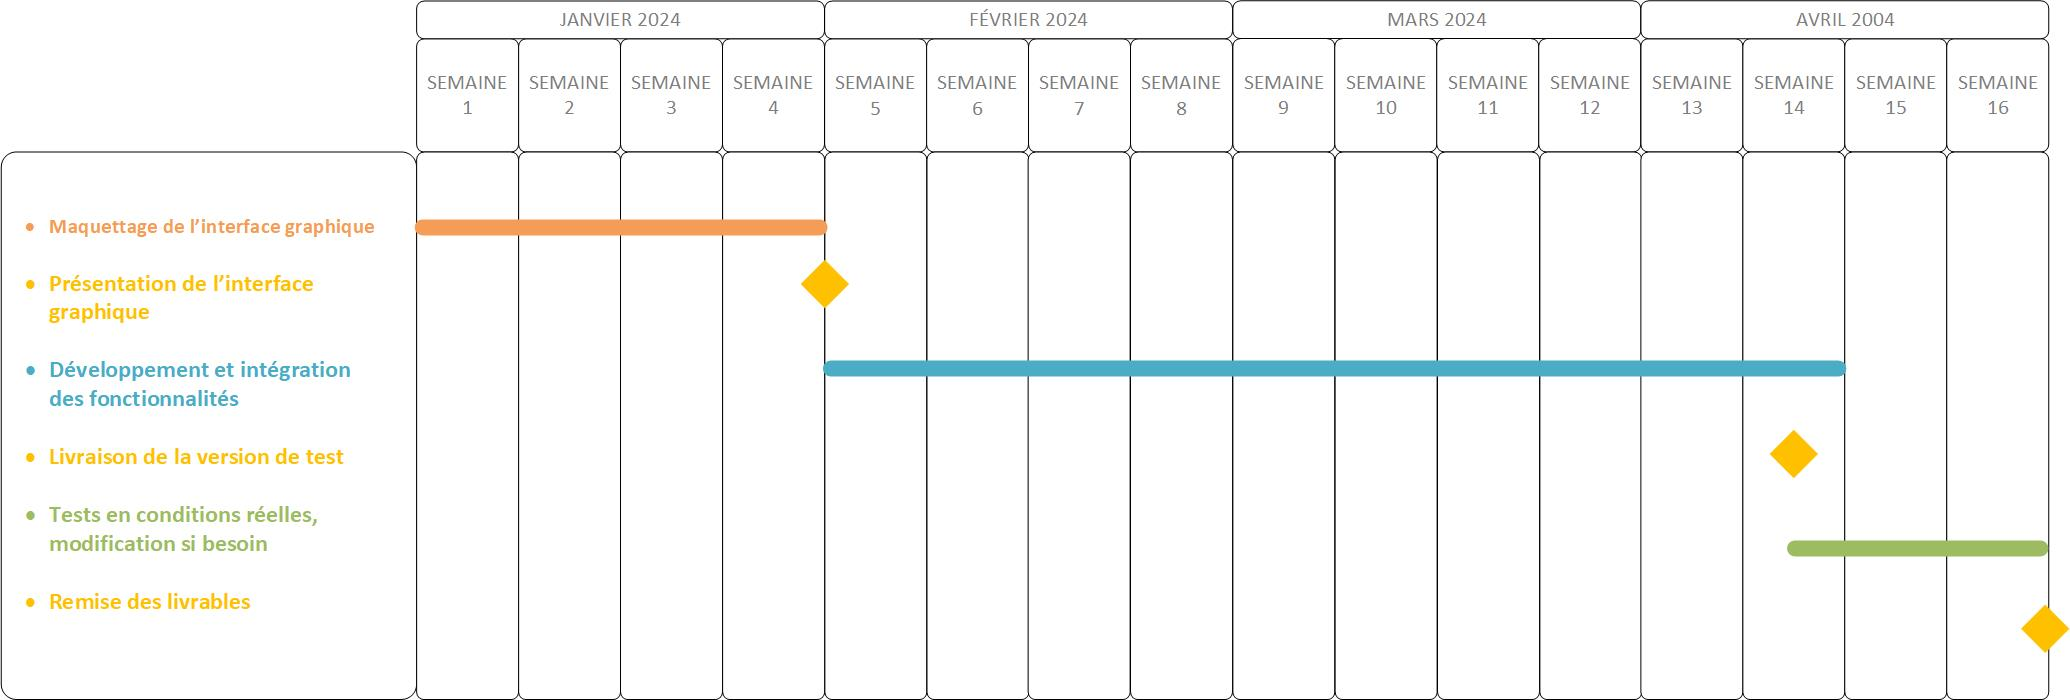 JANVIER 2024 FÉVRIER 2024 MARS 2024 AVRIL 2004
SEMAINE SEMAINE SEMAINE SEMAINE SEMAINE SEMAINE SEMAINE SEMAINE SEMAINE SEMAINE SEMAINE SEMAINE SEMAINE SEMAINE SEMAINE SEMAINE
1 2 3 4 5 6 7 8 9 10 11 12 13 14 15 16
• Maquettage de l’interface graphique
• Présentation de l’interface
graphique
• Développement et intégration
des fonctionnalités
• Livraison de la version de test
• Tests en conditions réelles,
modification si besoin
• Remise des livrables